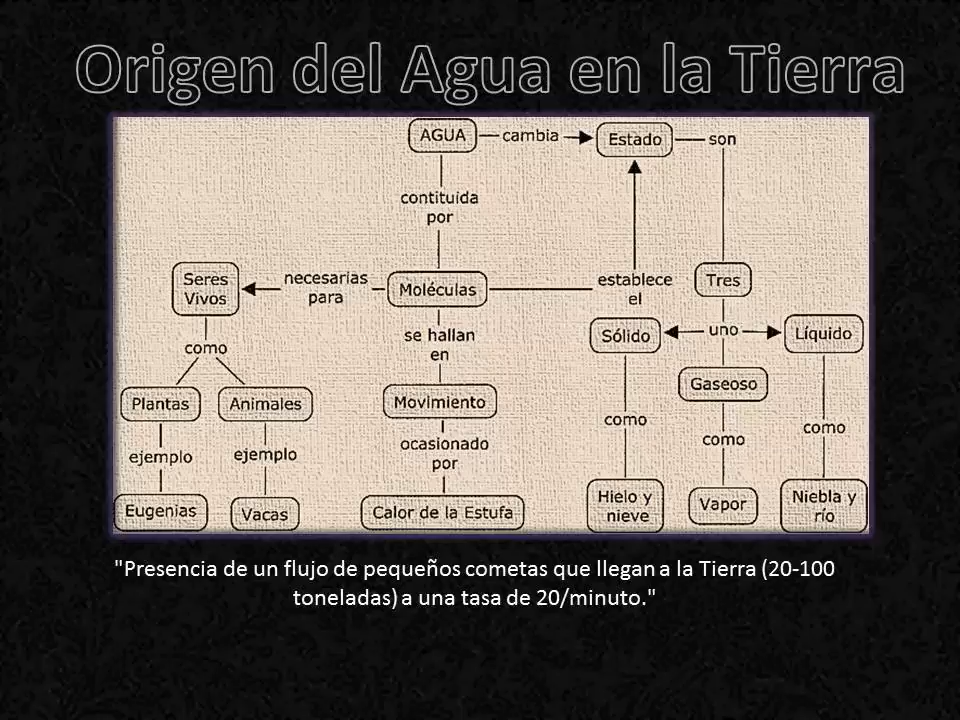 Origen del Agua en la Tierra
AGUA
cambia
Estado
son
contituida
por
Seres
Vivos
necesarias
para
Moléculas
establece
el
Tres
como
se hallan
en
Sólido
uno
Líquido
Plantas
Animales
Movimiento
Gaseoso
ejemplo
ejemplo
ocasionado
por
como
como
como
Eugenias
Vacas
Calor de la Estufa
Hielo y
nieve
Vapor
Niebla y
río
"Presencia de un flujo de pequeños cometas que llegan a la Tierra (20-100
toneladas) a una tasa de 20/minuto."